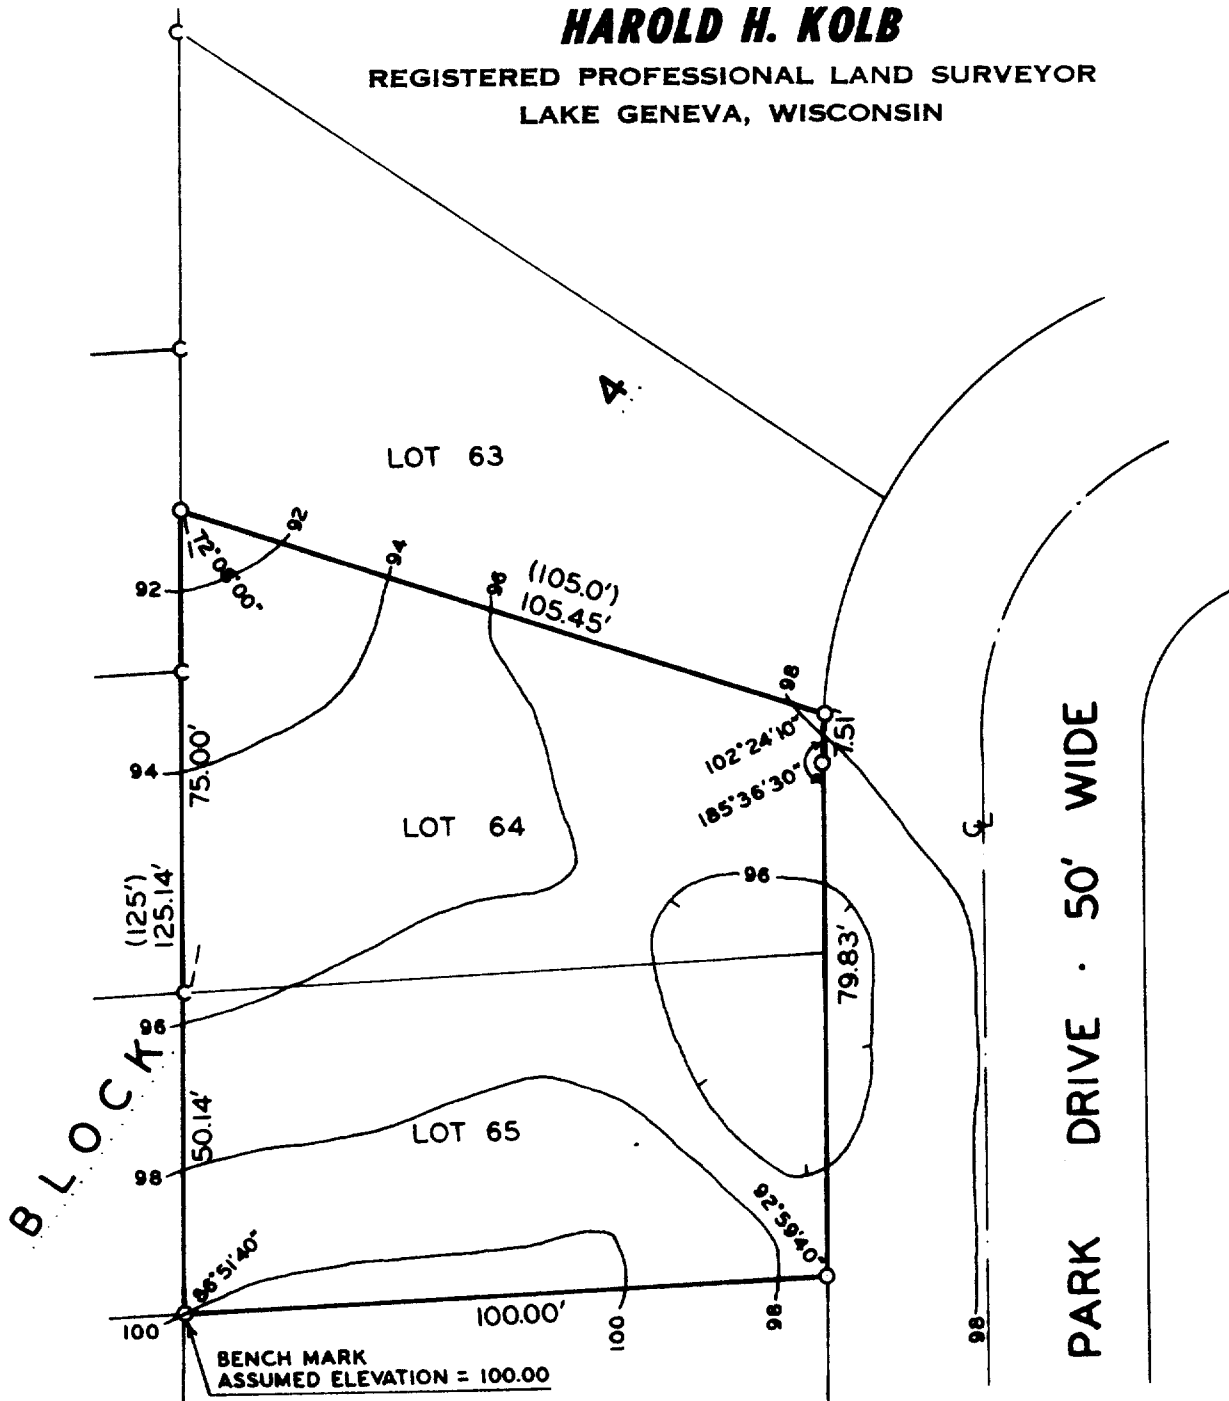 HAROLD H. KOLB
REGISTERED PROFESSIONAL LAND SURVEYOR
LAKE GENEVA, WISCONSIN
4
LOT 63
92
94
96
(105.0')
105.45'
92
98
102°24'10"
7.51'
185°36'30"
94
75.00'
LOT 64
96
(125')
125.14'
79.83'
96
BLOCK
50.14'
98
LOT 65
92°59'40"
86°51'40"
100
100.00'
100
98
98
BENCH MARK
ASSUMED ELEVATION = 100.00
PARK DRIVE · 50' WIDE